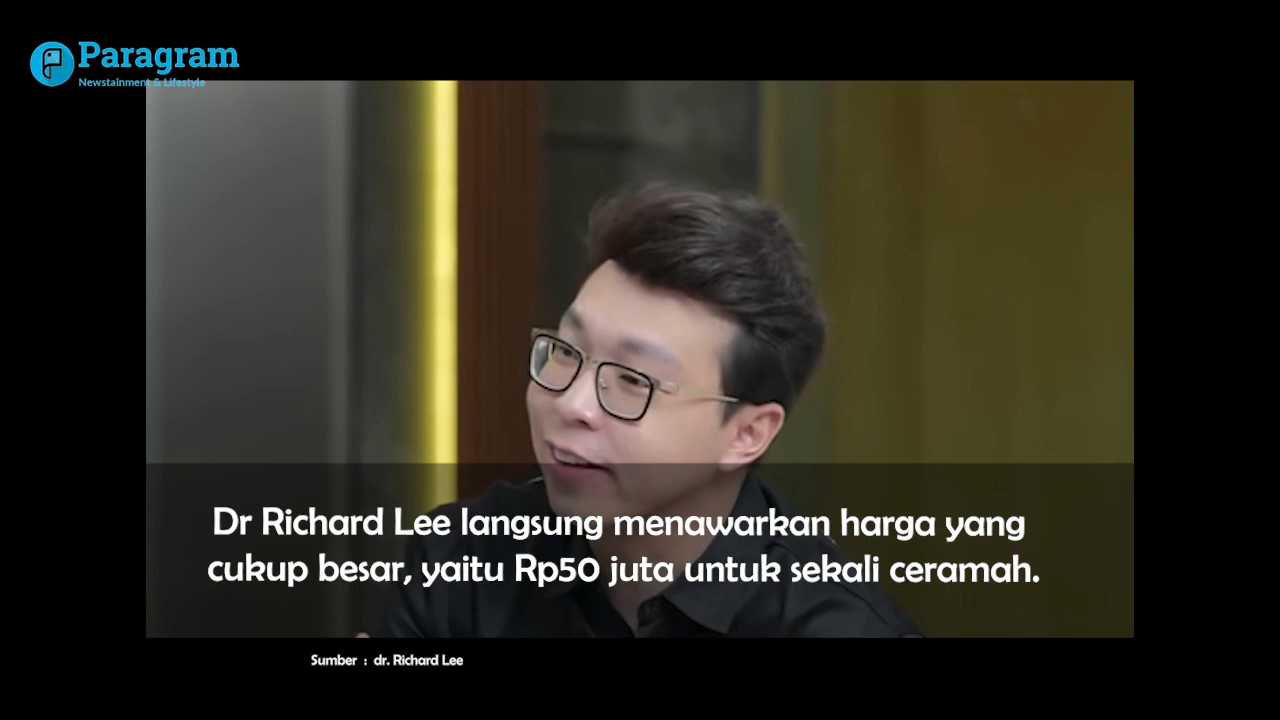 Paragram
Newstainment & Lifestyle
Dr Richard Lee langsung menawarkan harga yang
cukup besar, yaitu Rp50 juta untuk sekali ceramah.
Sumber : dr. Richard Lee